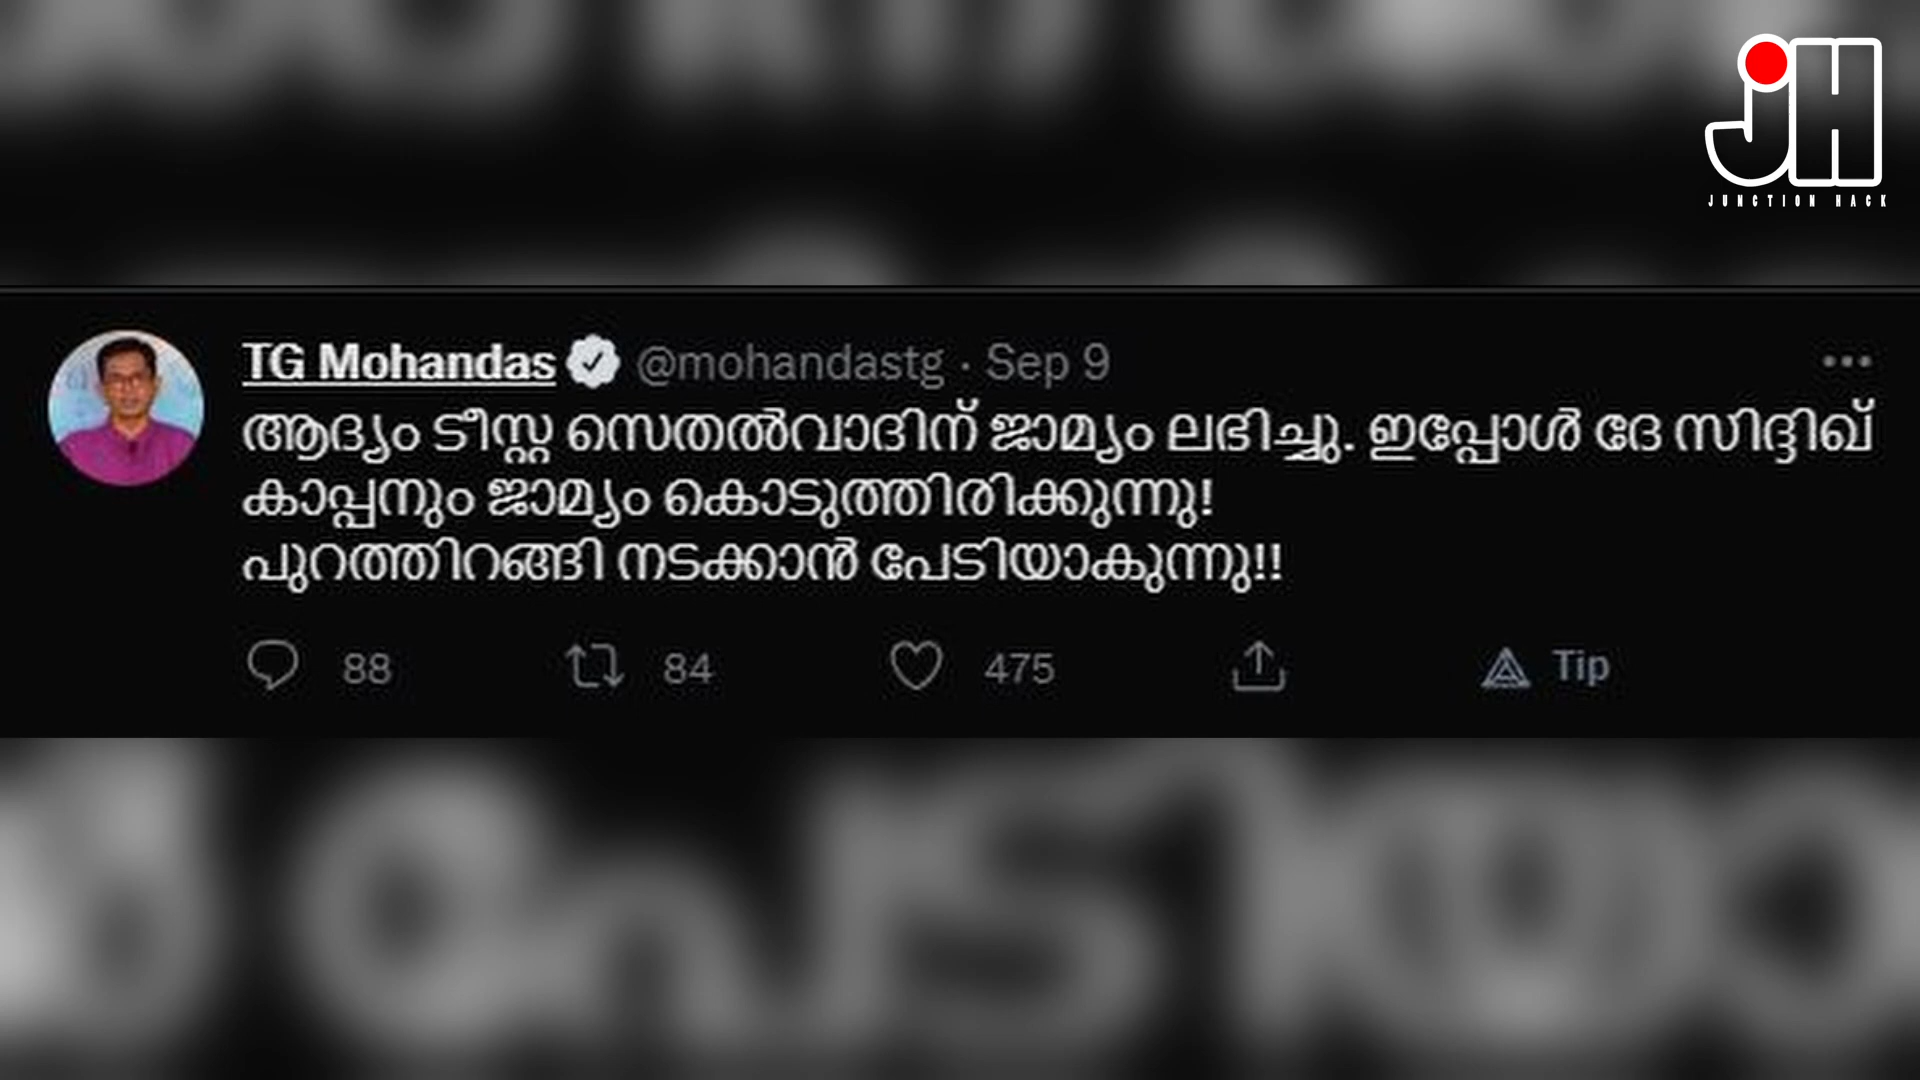 JH
JUNCTION HACK
TG Mohandas @mohandastg · Sep 9
ആദ്യം ടീസ്റ്റ സെതൽവാദിന് ജാമ്യം ലഭിച്ചു. ഇപ്പോൾ ദേ സിദ്ദിഖ്
കാപ്പനും ജാമ്യം കൊടുത്തിരിക്കുന്നു!
പുറത്തിറങ്ങി നടക്കാൻ പേടിയാകുന്നു!!
88 84 475 Tip